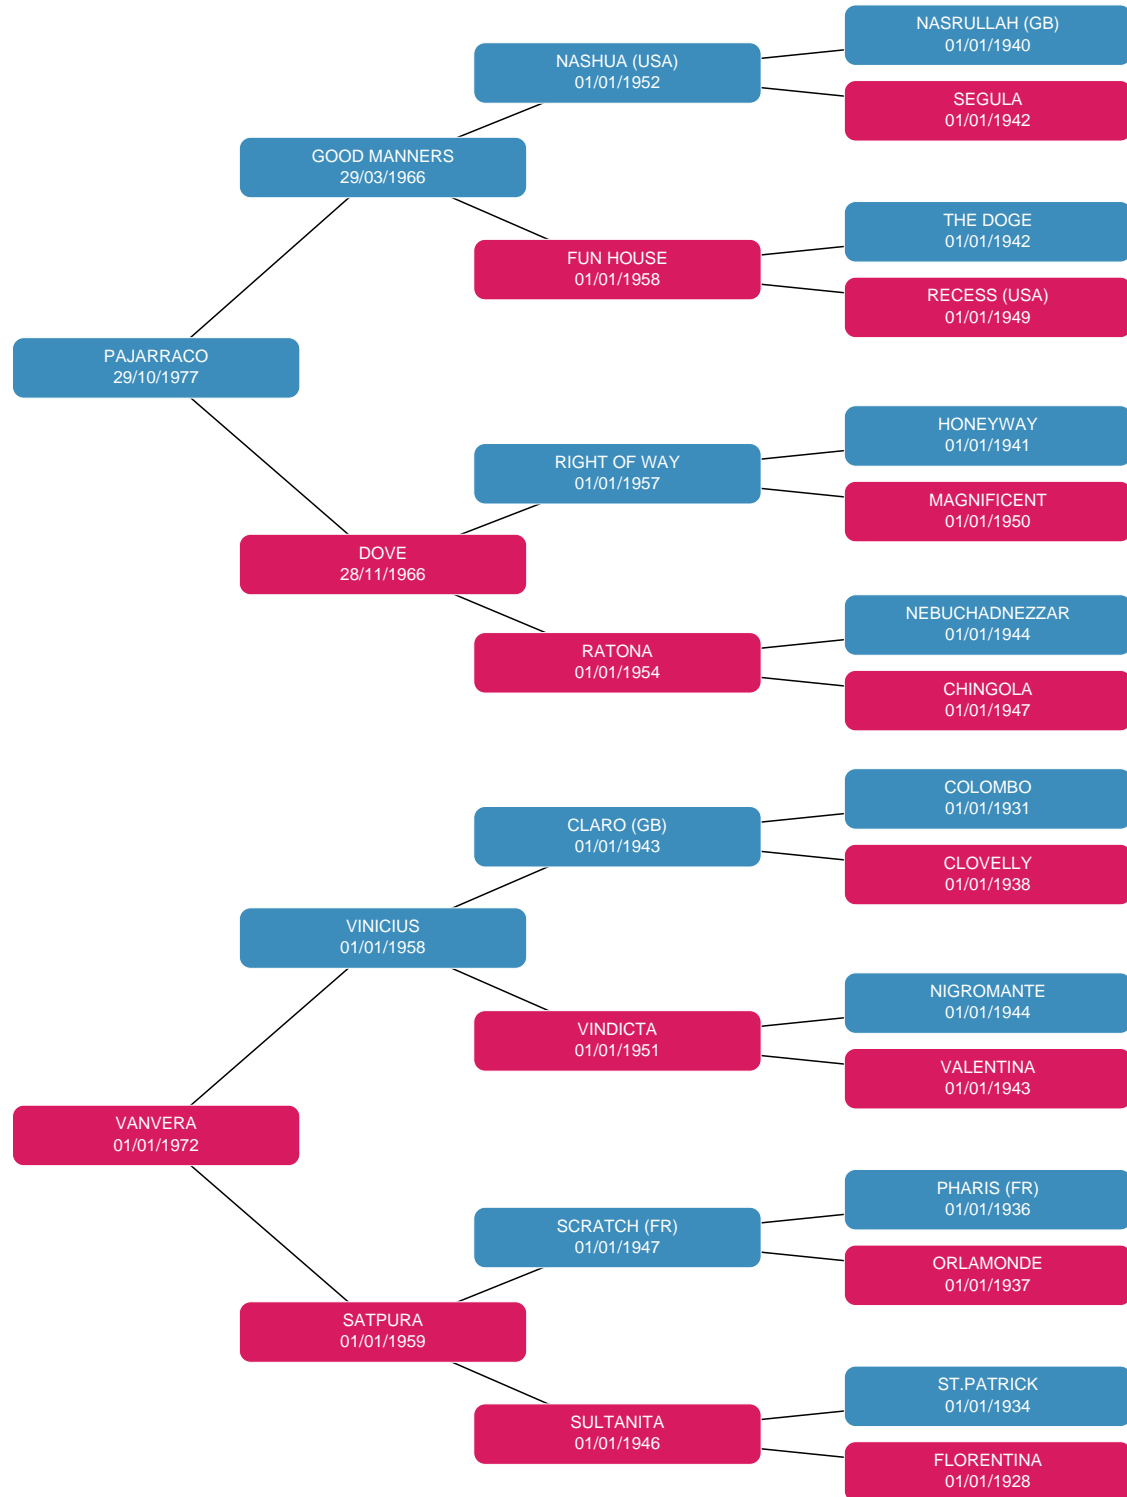 NASRULLAH (GB)
01/01/1940
NASHUA (USA)
01/01/1952
SEGULA
01/01/1942
GOOD MANNERS
29/03/1966
THE DOGE
01/01/1942
FUN HOUSE
01/01/1958
RECESS (USA)
01/01/1949
PAJARRACO
29/10/1977
HONEYWAY
01/01/1941
RIGHT OF WAY
01/01/1957
MAGNIFICENT
01/01/1950
DOVE
28/11/1966
NEBUCHADNEZZAR
01/01/1944
RATONA
01/01/1954
CHINGOLA
01/01/1947
COLOMBO
01/01/1931
CLARO (GB)
01/01/1943
CLOVELLY
01/01/1938
VINICIUS
01/01/1958
NIGROMANTE
01/01/1944
VINDICTA
01/01/1951
VALENTINA
01/01/1943
VANVERA
01/01/1972
PHARIS (FR)
01/01/1936
SCRATCH (FR)
01/01/1947
ORLAMONDE
01/01/1937
SATPURA
01/01/1959
ST.PATRICK
01/01/1934
SULTANITA
01/01/1946
FLORENTINA
01/01/1928